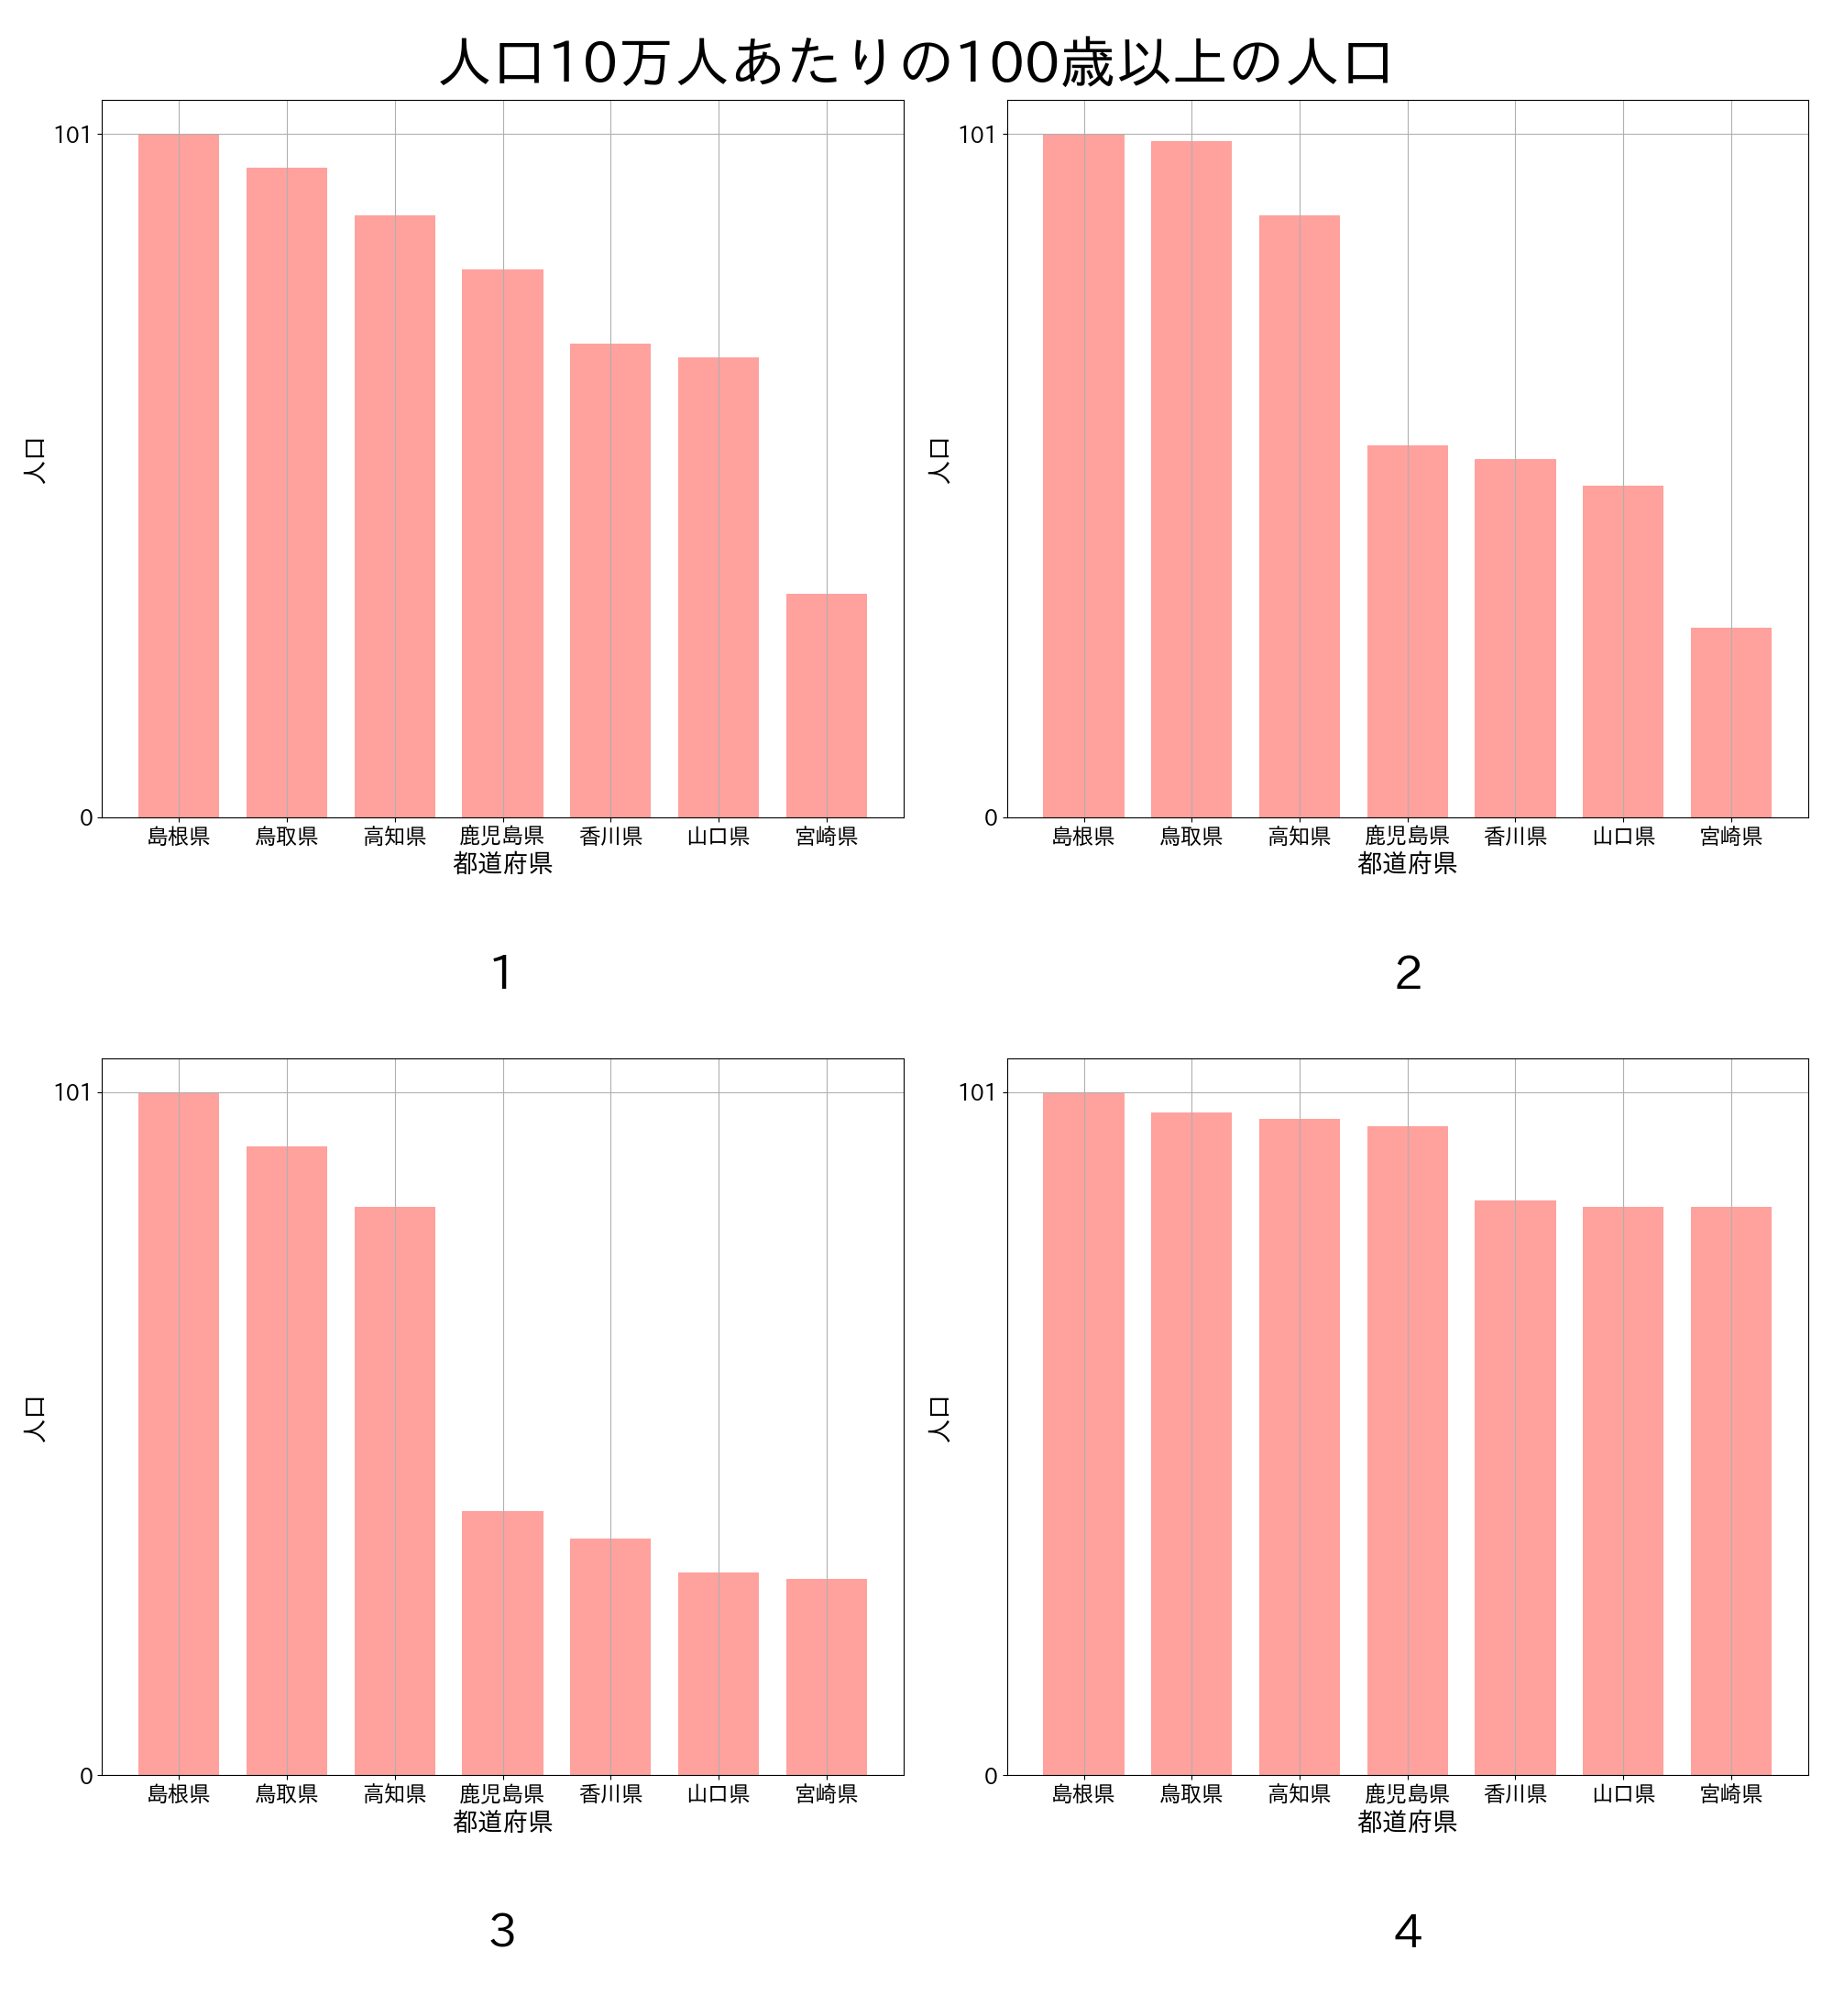 人口10万人あたりの100歳以上の人口
101
0
人口
島根県 鳥取県 高知県 鹿児島県 香川県 山口県 宮崎県
都道府県
1
101
0
人口
島根県 鳥取県 高知県 鹿児島県 香川県 山口県 宮崎県
都道府県
2
101
0
人口
島根県 鳥取県 高知県 鹿児島県 香川県 山口県 宮崎県
都道府県
3
101
0
人口
島根県 鳥取県 高知県 鹿児島県 香川県 山口県 宮崎県
都道府県
4